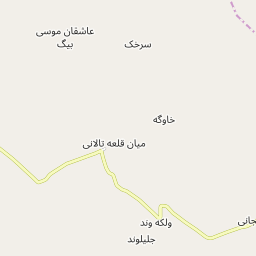 عاشقان موسی
بیگ
سرخک
خاوگه
میان قلعه تالانی
ولکه وند
جلیلوند